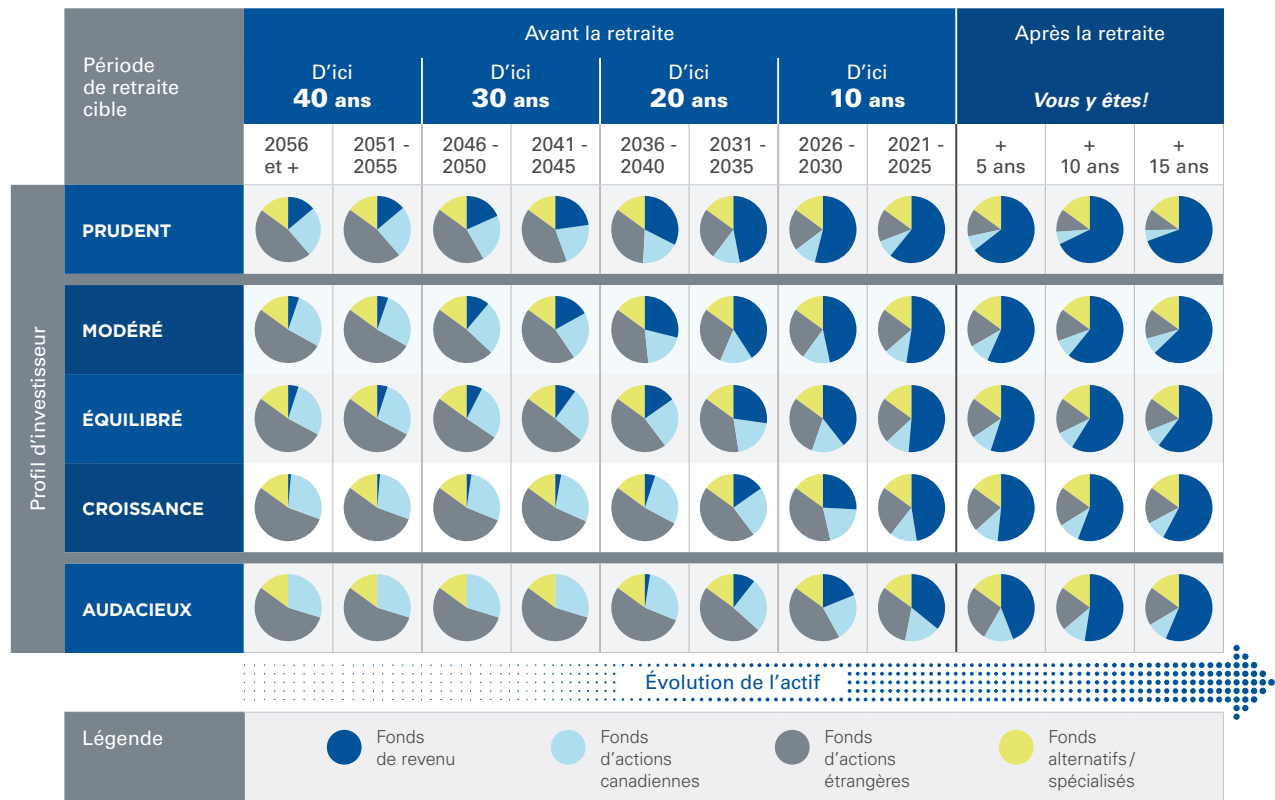 Période
de retraite
cible
Avant la retraite
Après la retraite
D'ici
40 ans
D'ici
30 ans
D'ici
20 ans
D'ici
10 ans
Vous y êtes!
2056
et +
2051 -
2055
2046 -
2050
2041 -
2045
2036 -
2040
2031 -
2035
2026 -
2030
2021 -
2025
+
5 ans
+
10 ans
+
15 ans
Profil d'investisseur
PRUDENT
MODÉRÉ
ÉQUILIBRÉ
CROISSANCE
AUDACIEUX
Évolution de l'actif
Légende
Fonds
de revenu
Fonds
d'actions
canadiennes
Fonds
d'actions
étrangères
Fonds
alternatifs/
spécialisés